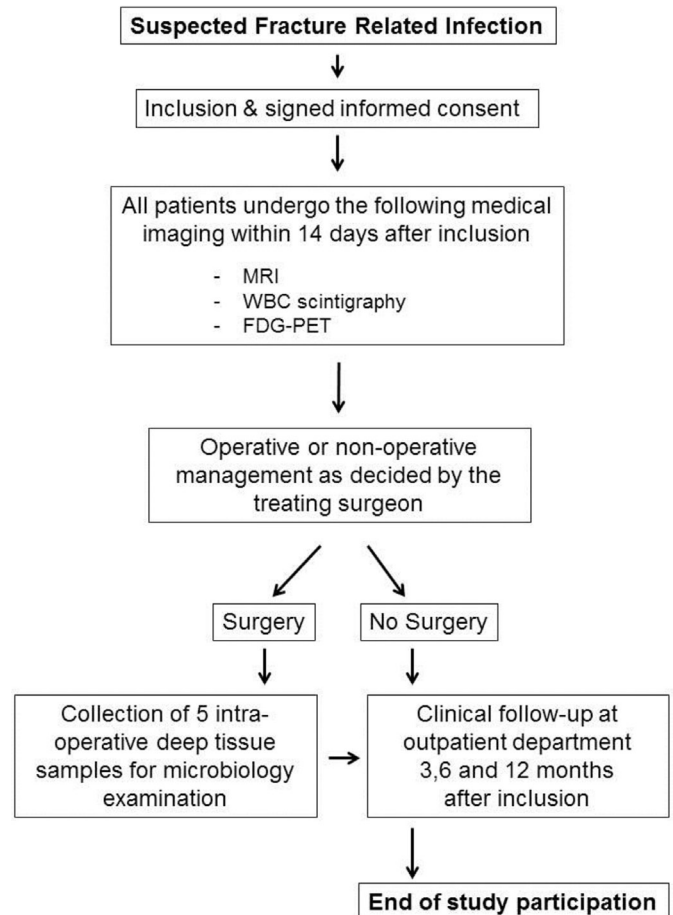 Suspected Fracture Related Infection
Inclusion & signed informed consent
All patients undergo the following medical
imaging within 14 days after inclusion
- MRI
- WBC scintigraphy
- FDG-PET
Operative or non-operative
management as decided by the
treating surgeon
Surgery
No Surgery
Collection of 5 intra-
operative deep tissue
samples for microbiology
examination
Clinical follow-up at
outpatient department
3,6 and 12 months
after inclusion
End of study participation